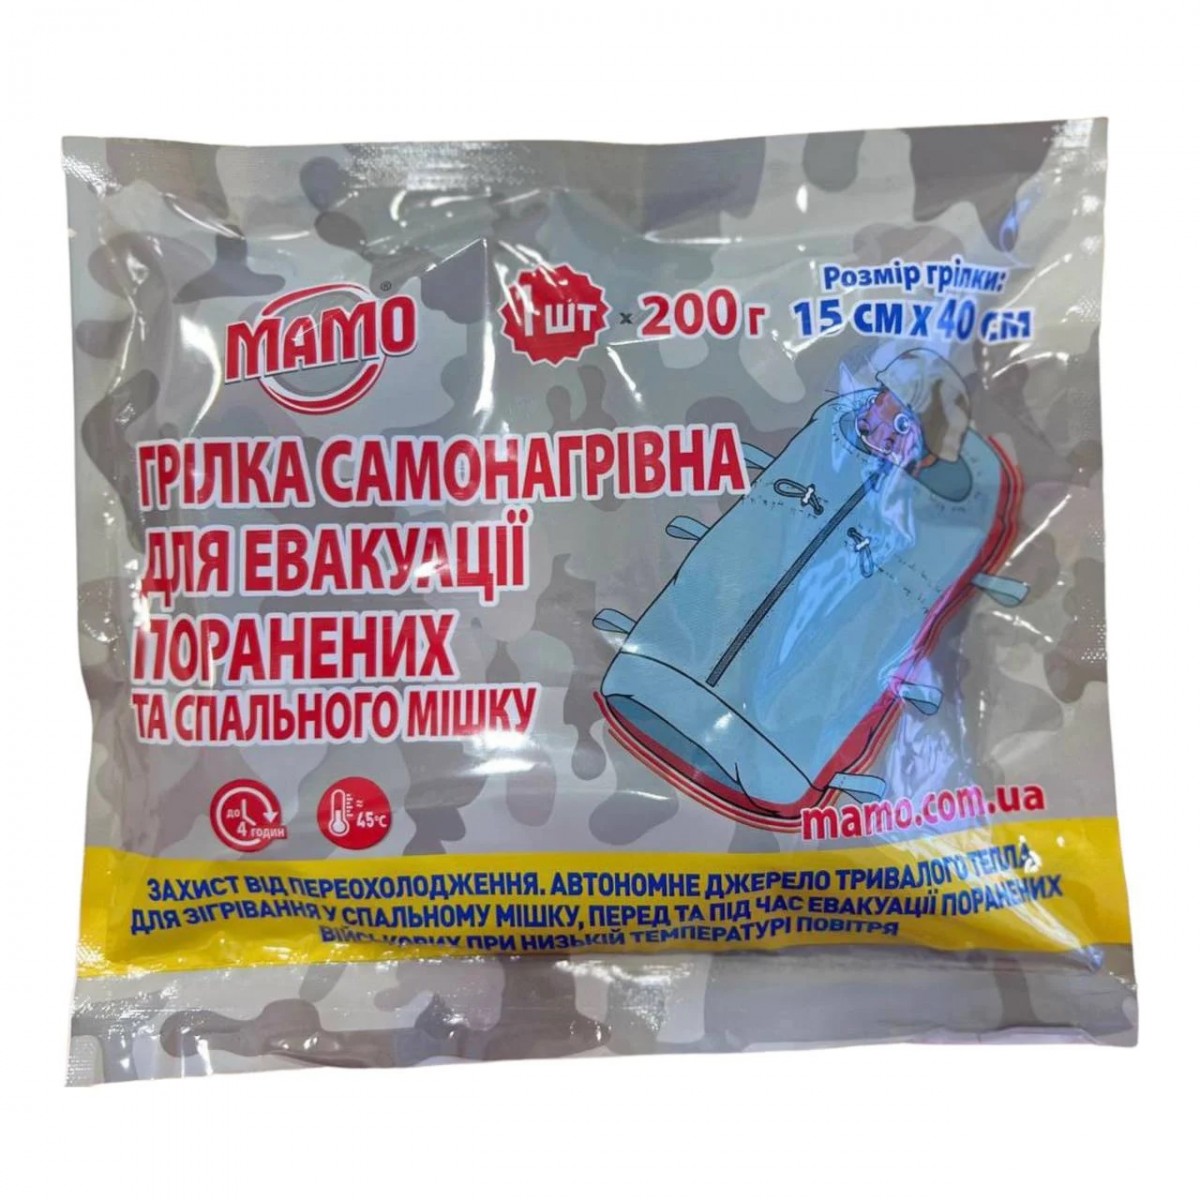 МАМО®
1 ШТ х 200 г
Розмір грілки:
15 СМ Х 40 СМ
ГРІЛКА САМОНАГРІВНА
ДЛЯ ЕВАКУАЦІЇ
ПОРАНЕНИХ
ТА СПАЛЬНОГО МІШКУ
ДО 4 ГОДИН
≈ 45°С
mamo.com.ua
ЗАХИСТ ВІД ПЕРЕОХОЛОДЖЕННЯ. АВТОНОМНЕ ДЖЕРЕЛО ТРИВАЛОГО ТЕПЛА
ДЛЯ ЗІГРІВАННЯ У СПАЛЬНОМУ МІШКУ, ПЕРЕД ТА ПІД ЧАС ЕВАКУАЦІЇ ПОРАНЕНИХ
ВІЙСЬКОВИХ ПРИ НИЗЬКІЙ ТЕМПЕРАТУРІ ПОВІТРЯ